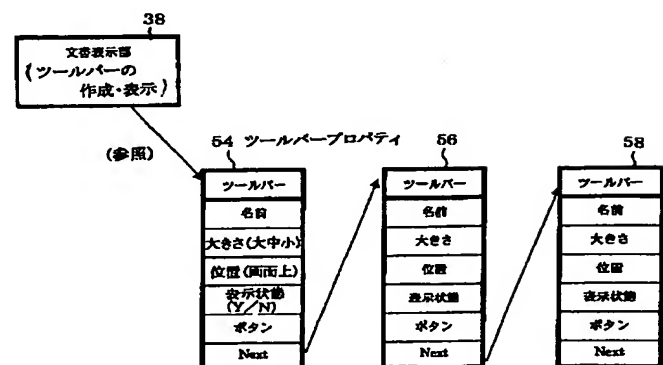 38
文書表示部
(ツールバーの
作成・表示)
(参照)
54 ツールバープロパティ
56
58
ツールバー
名前
大きさ(大中小)
位置(画面上)
表示状態
(Y/N)
ボタン
Next
ツールバー
名前
大きさ
位置
表示状態
ボタン
Next
ツールバー
名前
大きさ
位置
表示状態
ボタン
Next